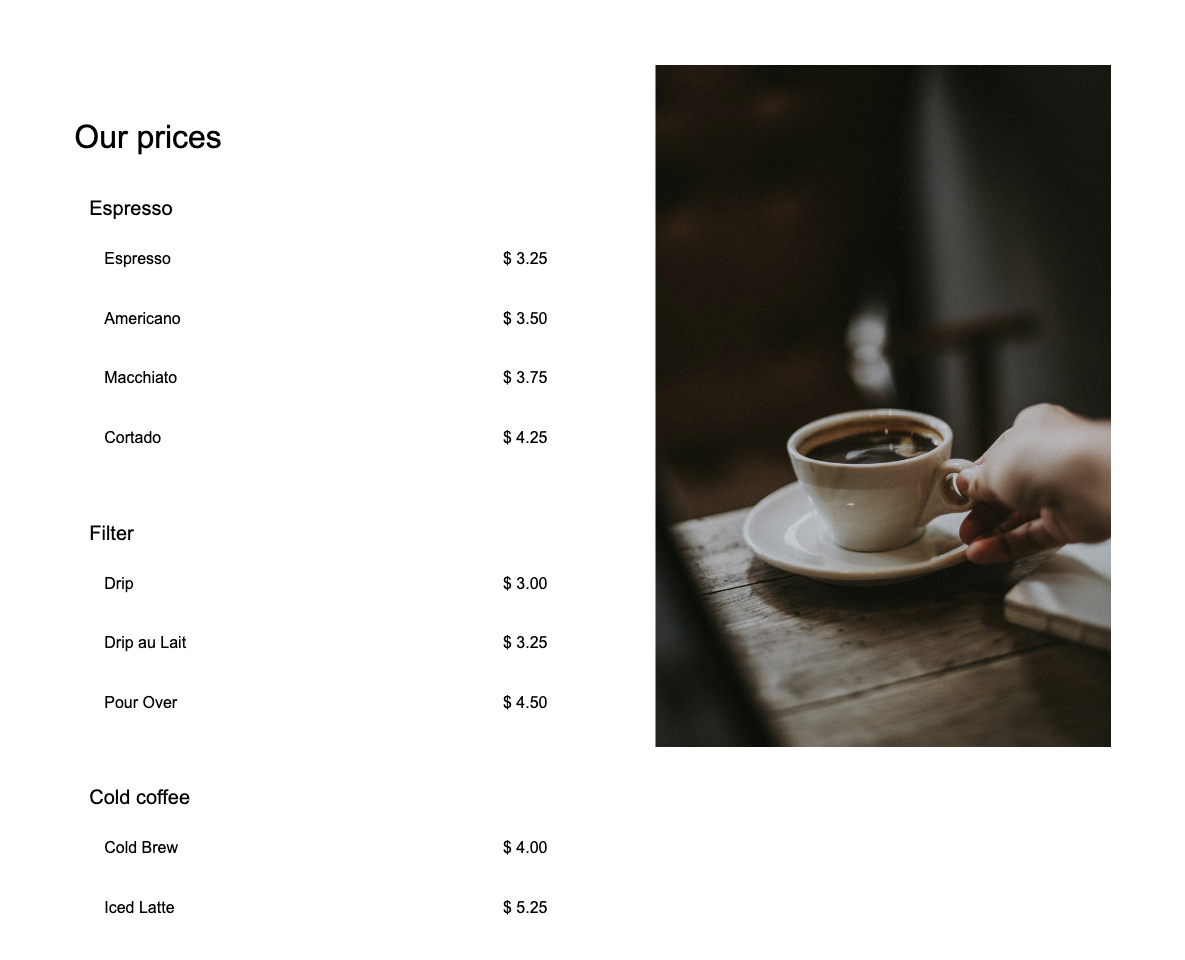 Our prices
Espresso
Espresso $ 3.25
Americano $ 3.50
Macchiato $ 3.75
Cortado $ 4.25
Filter
Drip $ 3.00
Drip au Lait $ 3.25
Pour Over $ 4.50
Cold coffee
Cold Brew $ 4.00
Iced Latte $ 5.25